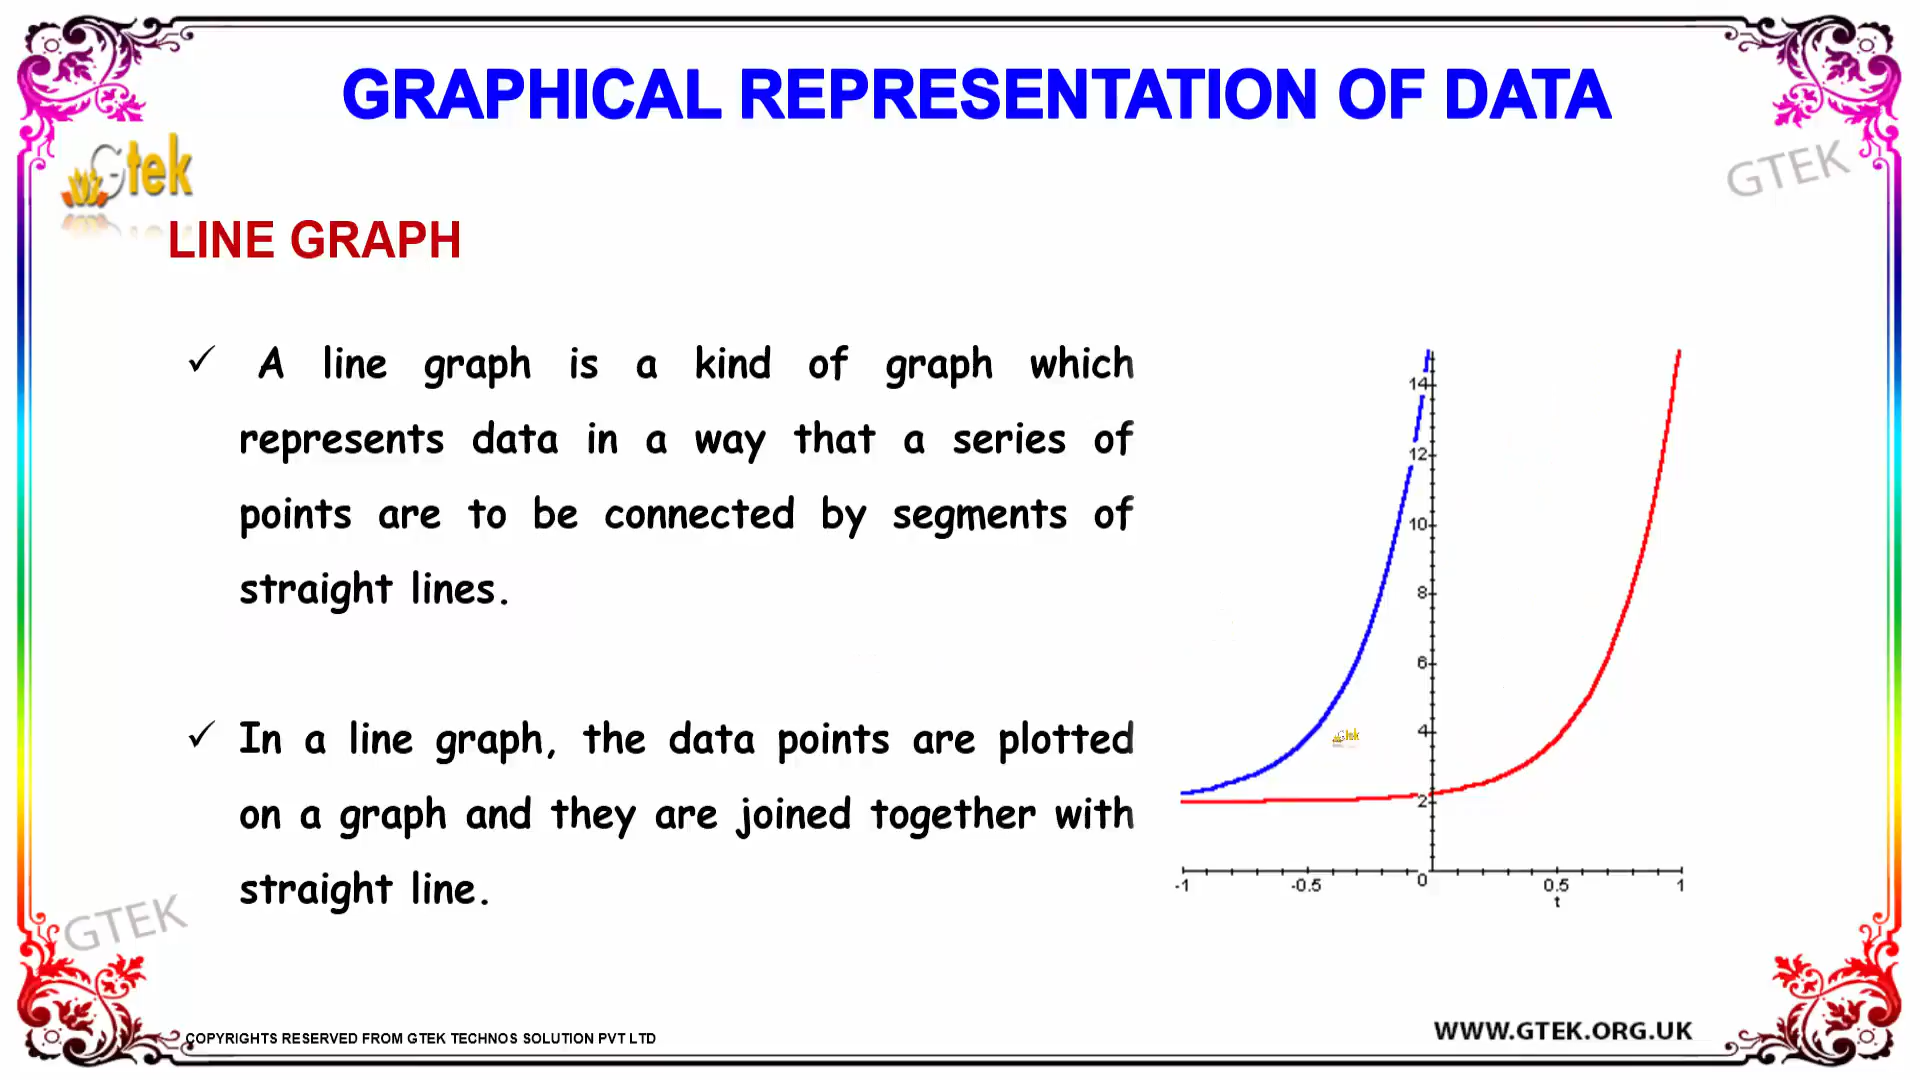 GRAPHICAL REPRESENTATION OF DATA
Gtek
GTEK
LINE GRAPH
✓ A line graph is a kind of graph which
represents data in a way that a series of
points are to be connected by segments of
straight lines.
✓ In a line graph, the data points are plotted
on a graph and they are joined together with
straight line.
14
12
10
8
6
4
2
0
-1
-0.5
0.5
1
t
Gtek
GTEK
COPYRIGHTS RESERVED FROM GTEK TECHNOS SOLUTION PVT LTD
WWW.GTEK.ORG.UK